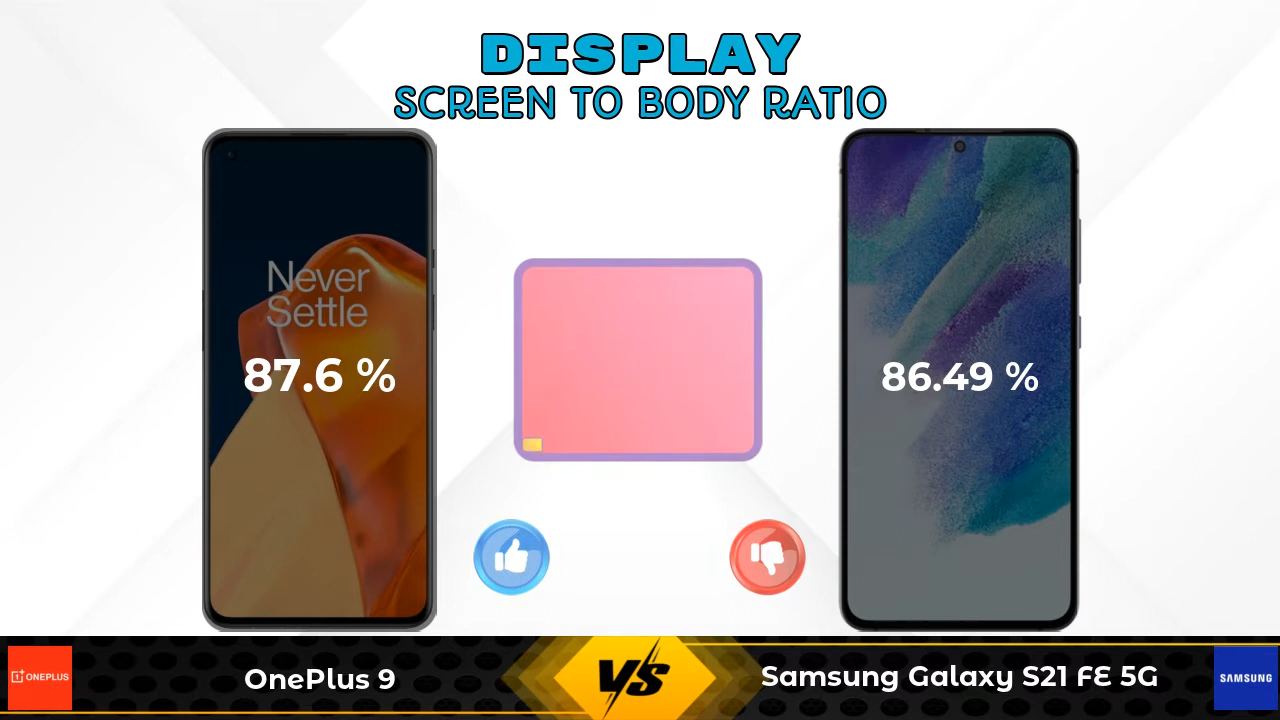 DISPLAY
SCREEN TO BODY RATIO
Never
Settle
87.6 %
86.49 %
ONEPLUS
OnePlus 9
VS
Samsung Galaxy S21 FE 5G
SAMSUNG